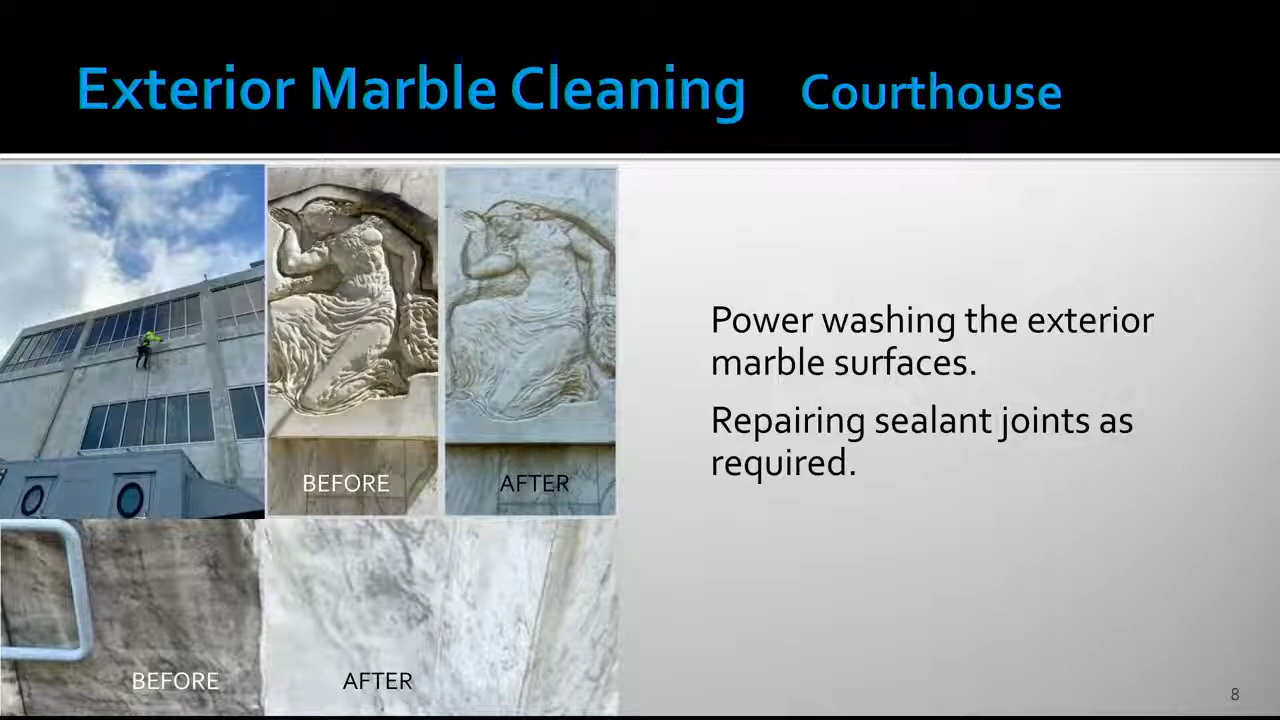 Exterior Marble Cleaning Courthouse
BEFORE
AFTER
BEFORE
AFTER
Power washing the exterior
marble surfaces.
Repairing sealant joints as
required.
8